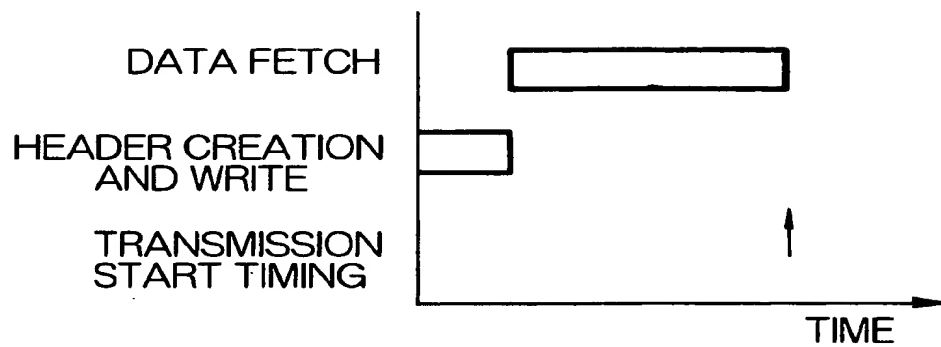 DATA FETCH
HEADER CREATION
AND WRITE
TRANSMISSION
START TIMING
TIME